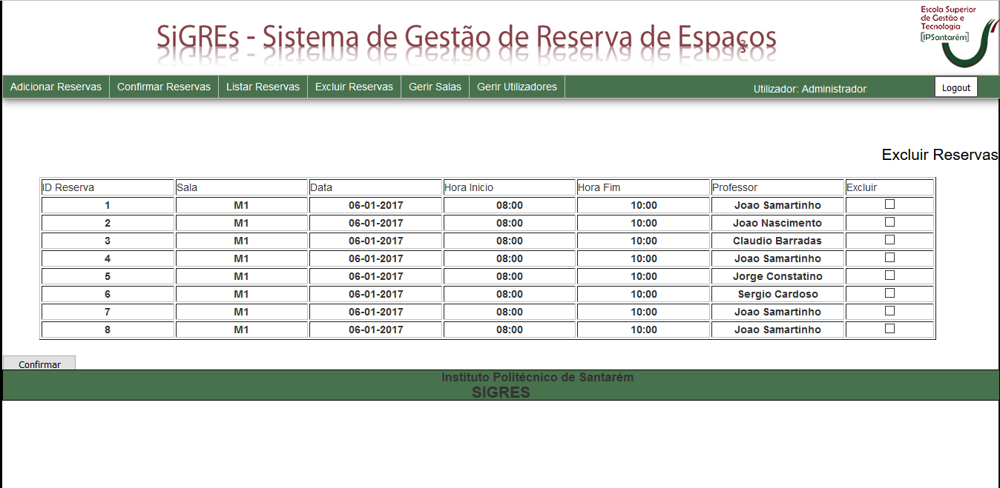 SiGREs - Sistema de Gestão de Reserva de Espaços
Escola Superior
de Gestão e
Tecnologia
[IPSantarém]
Adicionar Reservas Confirmar Reservas Listar Reservas Excluir Reservas Gerir Salas Gerir Utilizadores Utilizador: Administrador Logout
Excluir Reservas
ID Reserva Sala Data Hora Inicio Hora Fim Professor Excluir
1 M1 06-01-2017 08:00 10:00 Joao Samartinho
2 M1 06-01-2017 08:00 10:00 Joao Nascimento
3 M1 06-01-2017 08:00 10:00 Claudio Barradas
4 M1 06-01-2017 08:00 10:00 Joao Samartinho
5 M1 06-01-2017 08:00 10:00 Jorge Constatino
6 M1 06-01-2017 08:00 10:00 Sergio Cardoso
7 M1 06-01-2017 08:00 10:00 Joao Samartinho
8 M1 06-01-2017 08:00 10:00 Joao Samartinho
Confirmar
Instituto Politécnico de Santarém
SIGRES